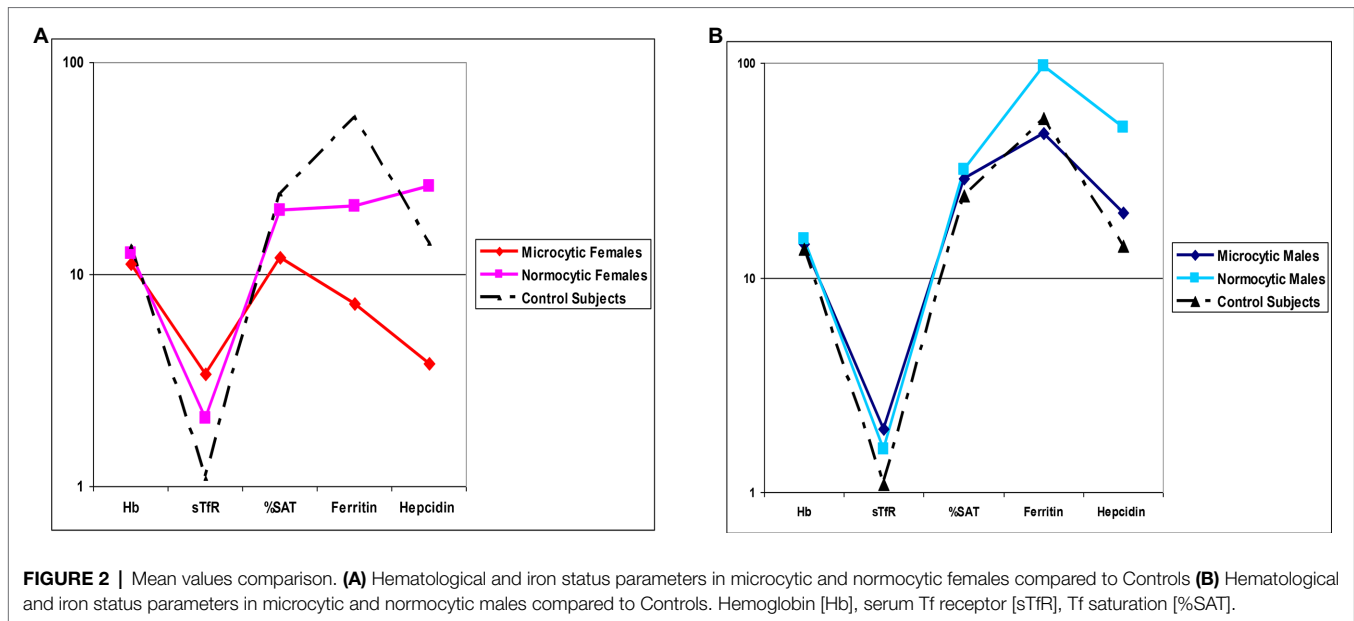 A
100
10
1
Hb sTfR %SAT Ferritin Hepcidin
Microcytic Females
Normocytic Females
Control Subjects
B
100
10
1
Hb sTfR %SAT Ferritin Hepcidin
Microcytic Males
Normocytic Males
Control Subjects
FIGURE 2 | Mean values comparison. (A) Hematological and iron status parameters in microcytic and normocytic females compared to Controls (B) Hematological
and iron status parameters in microcytic and normocytic males compared to Controls. Hemoglobin [Hb], serum Tf receptor [sTfR], Tf saturation [%SAT].